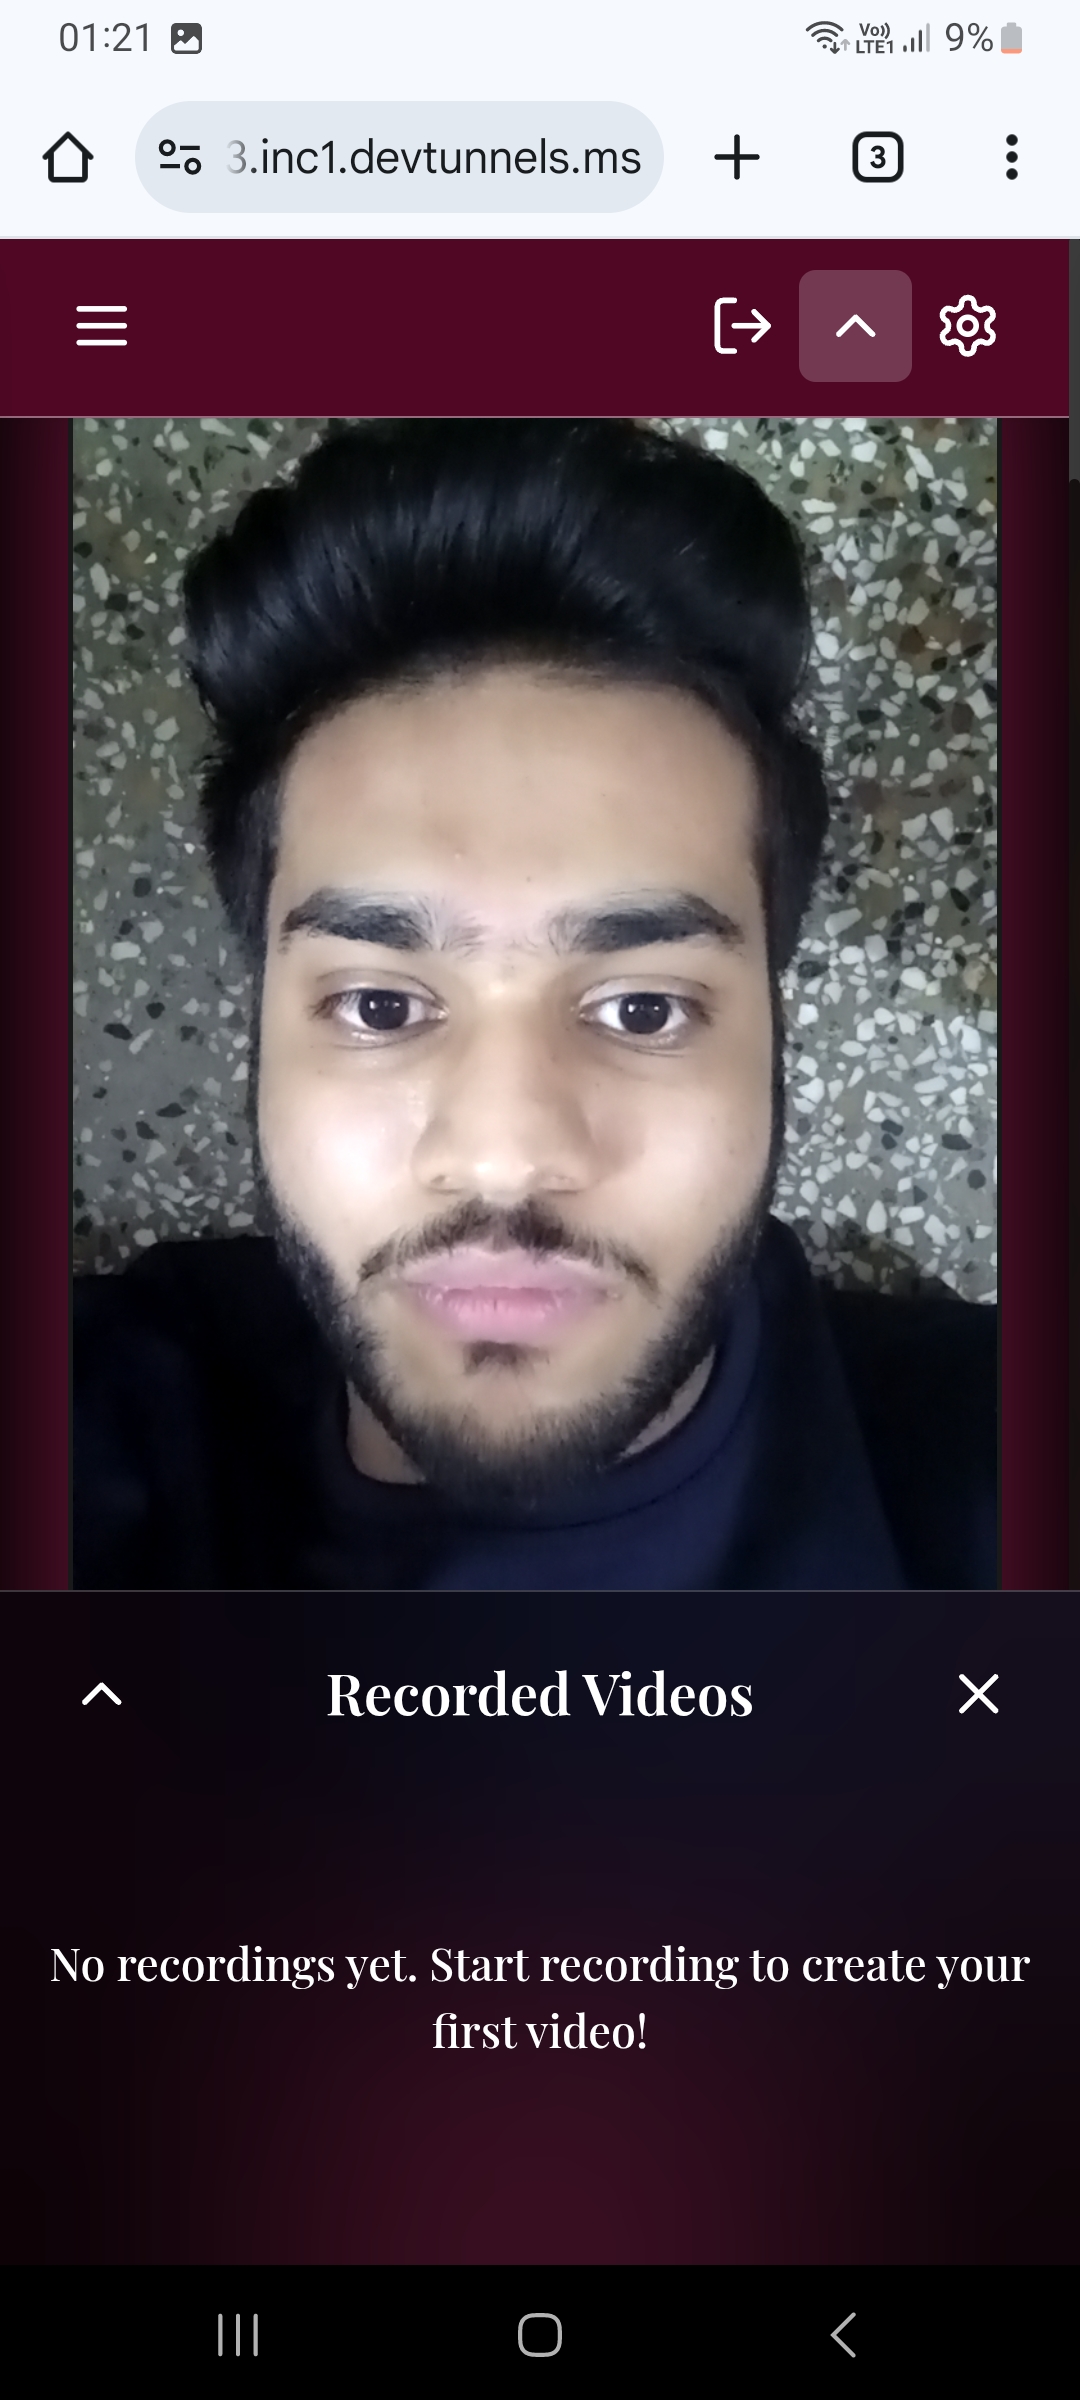 01:21
Vo)) LTE1 9%
3.inc1.devtunnels.ms
3
Recorded Videos
No recordings yet. Start recording to create your
first video!